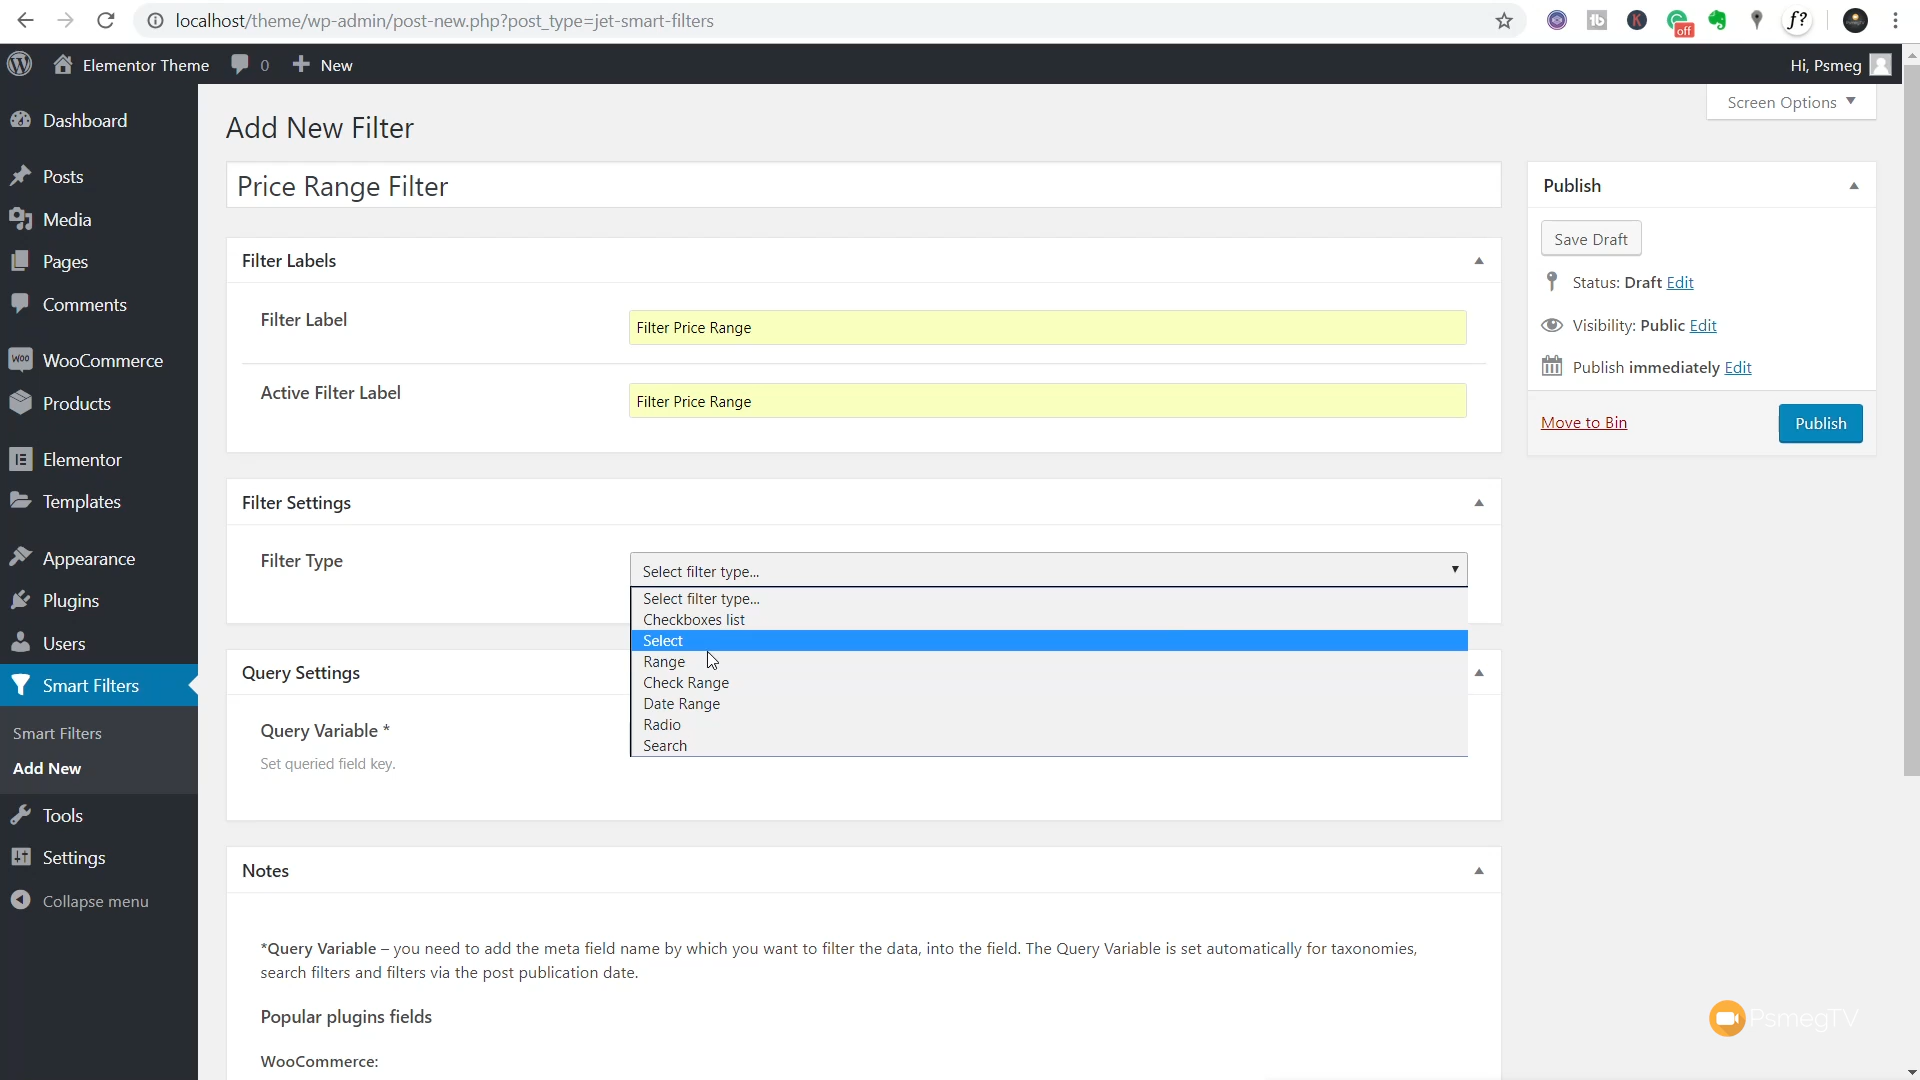 localhost/theme/wp-admin/post-new.php?post_type=jet-smart-filters
off
f?
Elementor Theme
0
New
Hi, Psmeg
Screen Options
Dashboard
Posts
Media
Pages
Comments
WooCommerce
Products
Elementor
Templates
Appearance
Plugins
Users
Smart Filters
Smart Filters
Add New
Tools
Settings
Collapse menu
Add New Filter
Price Range Filter
Filter Labels
Filter Label
Filter Price Range
Active Filter Label
Filter Price Range
Filter Settings
Filter Type
Select filter type...
Select filter type...
Checkboxes list
Select
Range
Check Range
Date Range
Radio
Search
Query Settings
Query Variable *
Set queried field key.
Notes
*Query Variable – you need to add the meta field name by which you want to filter the data, into the field. The Query Variable is set automatically for taxonomies,
search filters and filters via the post publication date.
Popular plugins fields
WooCommerce:
Publish
Save Draft
Status: Draft Edit
Visibility: Public Edit
Publish immediately Edit
Move to Bin
Publish
PsmegTV